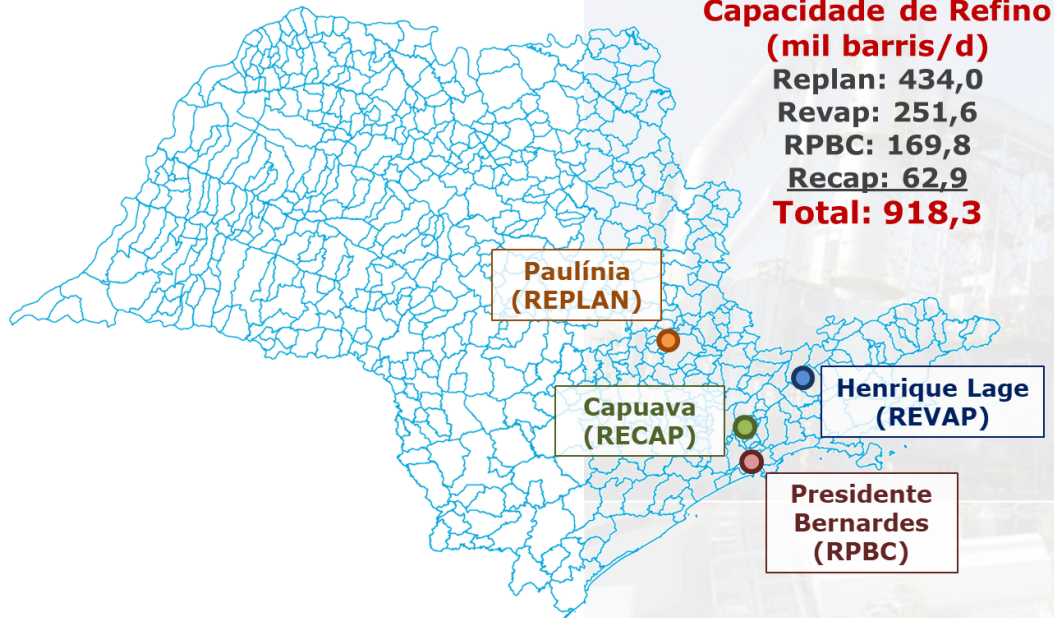 Capacidade de Refino
(mil barris/d)
Replan: 434,0
Revap: 251,6
RPBC: 169,8
Recap: 62,9
Total: 918,3
Paulínia
(REPLAN)
Henrique Lage
(REVAP)
Capuava
(RECAP)
Presidente
Bernardes
(RPBC)